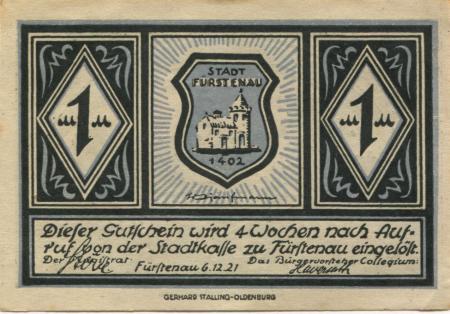 STADT
FÜRSTENAU
1402
1
1
Dieser Gutschein wird 4 Wochen nach Auf-
ruf von der Stadtkasse zu Fürstenau eingelöst.
Der Magistrat Das Bürgervorsteher Collegium:
Fürstenau 6.12.21
GERHARD STALLING-OLDENBURG